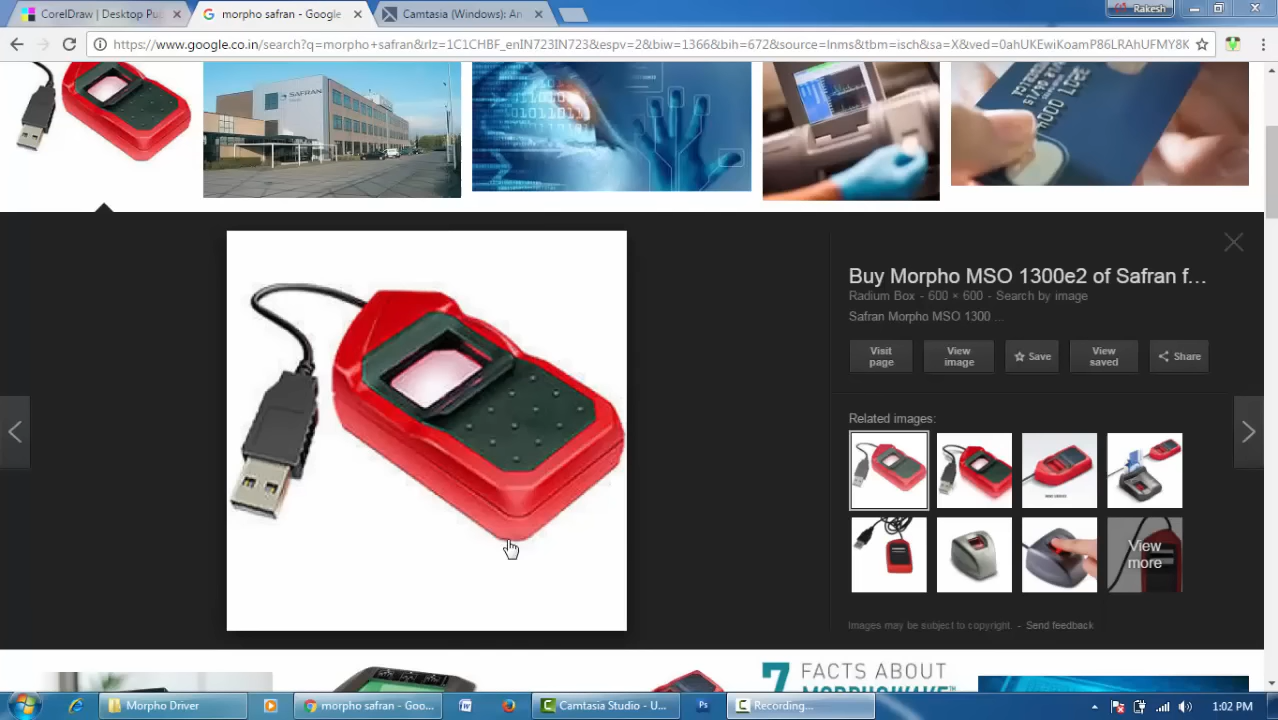 CorelDraw | Desktop Pub
morpho safran - Google
Camtasia (Windows): An
Rakesh
https://www.google.co.in/search?q=morpho+safran&rlz=1C1CHBF_enIN723IN723&espv=2&biw=1366&bih=672&source=lnms&tbm=isch&sa=X&ved=0ahUKEwiKoamP86LRAhUFMY8K
SAFRAN
Buy Morpho MSO 1300e2 of Safran f...
Radium Box - 600 × 600 - Search by image
Safran Morpho MSO 1300 ...
Visit page
View image
Save
View saved
Share
Related images:
View more
Images may be subject to copyright. - Send feedback
7 FACTS ABOUT
MORPHOWAVE™
Morpho Driver
morpho safran - Goo...
Camtasia Studio - U...
Recording...
1:02 PM